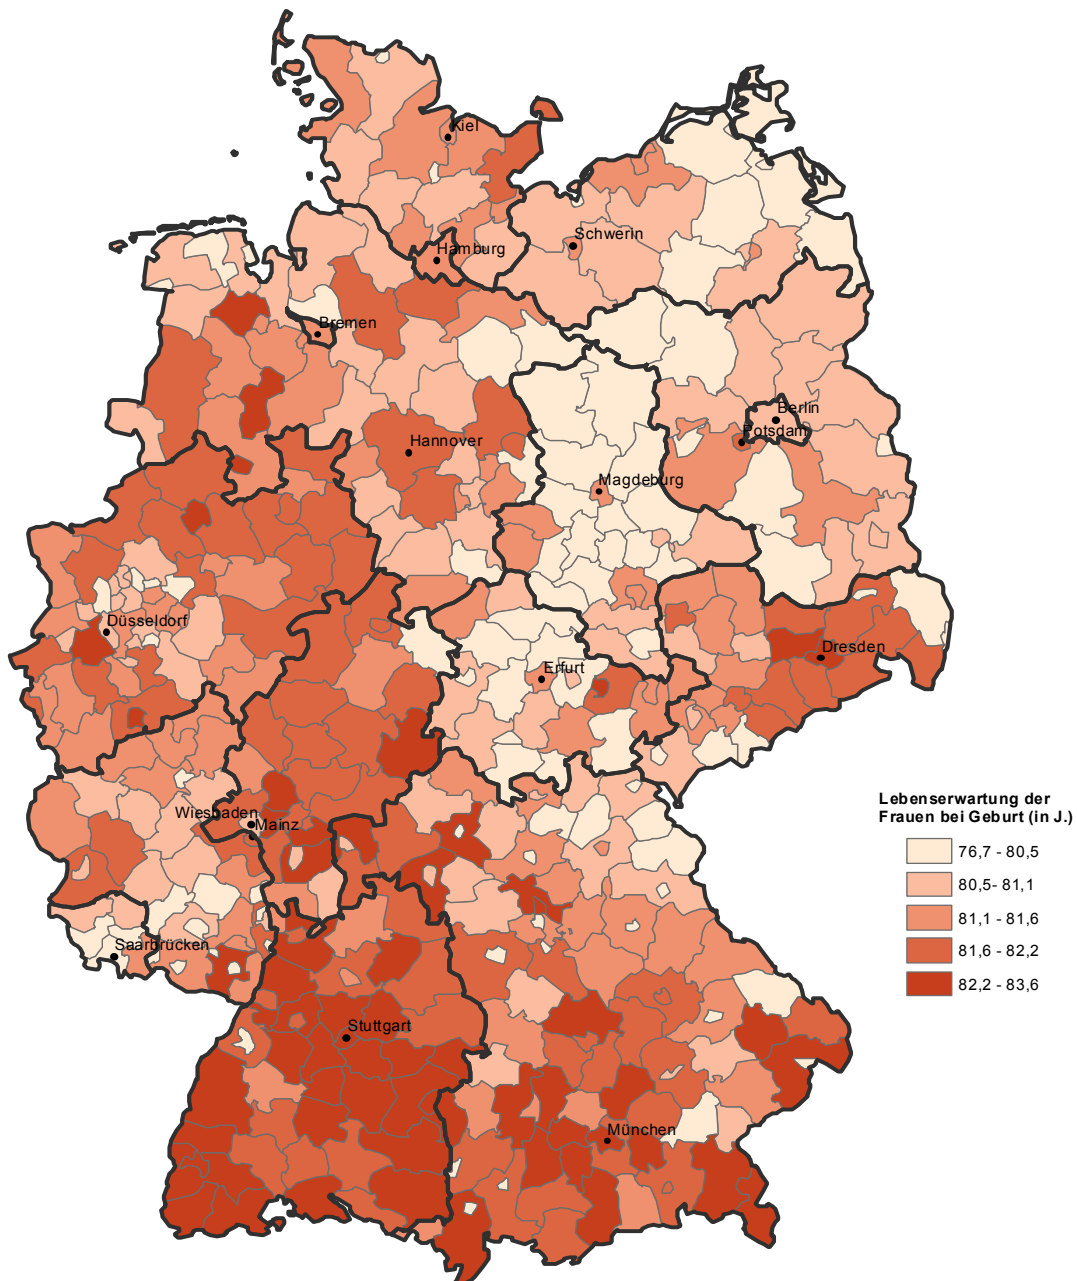 Kiel
Schwerin
Hamburg
Bremen
Berlin
Potsdam
Hannover
Magdeburg
Düsseldorf
Dresden
Erfurt
Wiesbaden
Mainz
Saarbrücken
Stuttgart
München
Lebenserwartung der
Frauen bei Geburt (in J.)
76,7 - 80,5
80,5- 81,1
81,1 - 81,6
81,6 - 82,2
82,2 - 83,6